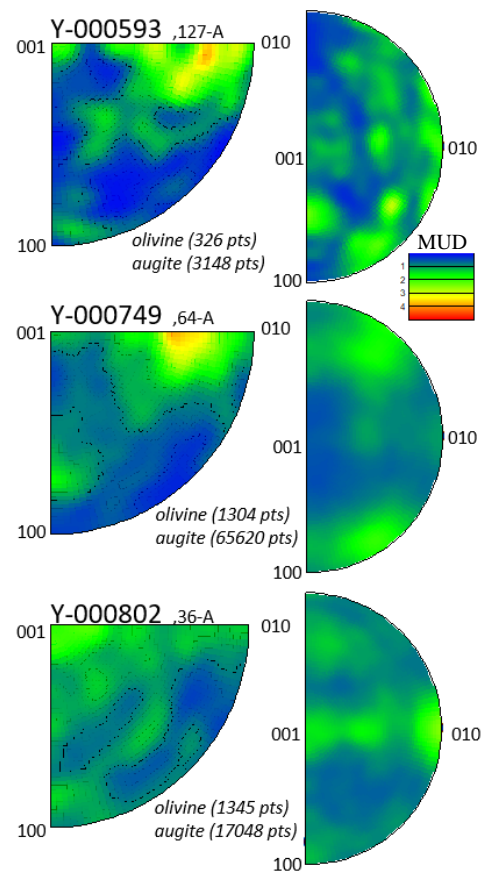 Y-000593 ,127-A
001
010
001
010
100
olivine (326 pts)
augite (3148 pts)
100
MUD
1
2
3
4
Y-000749 ,64-A
001
010
001
010
100
olivine (1304 pts)
augite (65620 pts)
100
Y-000802 ,36-A
001
010
001
010
100
olivine (1345 pts)
augite (17048 pts)
100